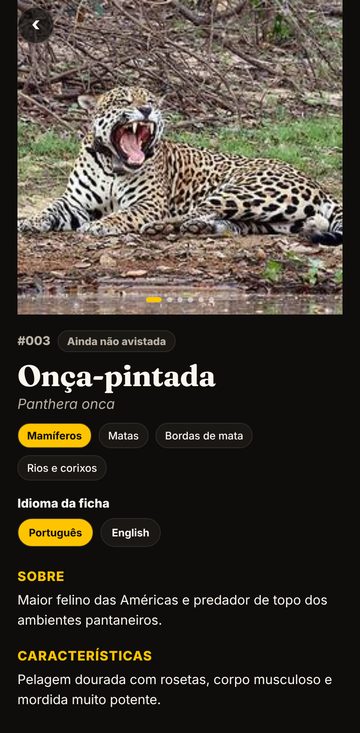 #003 Ainda não avistada
Onça-pintada
Panthera onca
Mamíferos Matas Bordas de mata
Rios e corixos
Idioma da ficha
Português English
SOBRE
Maior felino das Américas e predador de topo dos
ambientes pantaneiros.
CARACTERÍSTICAS
Pelagem dourada com rosetas, corpo musculoso e
mordida muito potente.